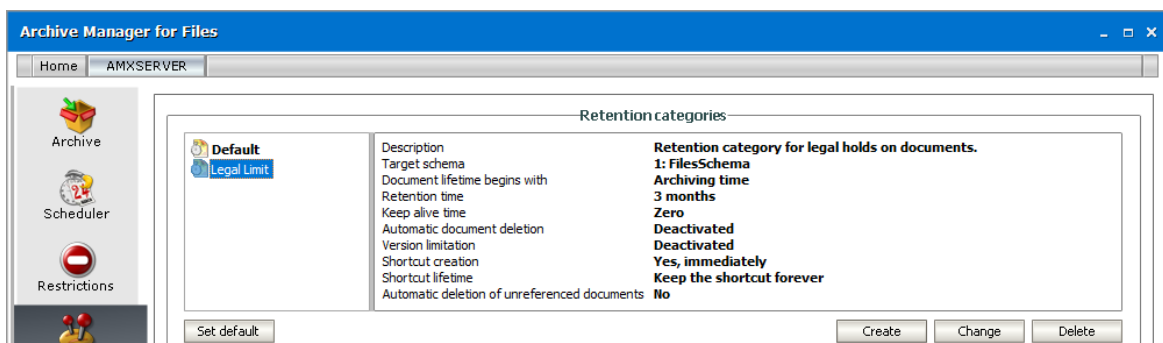 Archive Manager for Files
Home AMXSERVER
Archive
Scheduler
Restrictions
Retention categories
Default
Legal Limit
Description Retention category for legal holds on documents.
Target schema 1: FilesSchema
Document lifetime begins with Archiving time
Retention time 3 months
Keep alive time Zero
Automatic document deletion Deactivated
Version limitation Deactivated
Shortcut creation Yes, immediately
Shortcut lifetime Keep the shortcut forever
Automatic deletion of unreferenced documents No
Set default Create Change Delete